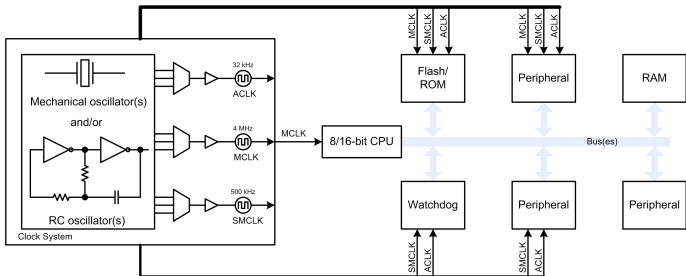 MCLK
SMCLK
ACLK
MCLK
SMCLK
ACLK
Mechanical oscillator(s)
and/or
RC oscillator(s)
Clock System
32 kHz
ACLK
4 MHz
MCLK
500 kHz
SMCLK
MCLK
8/16-bit CPU
Flash/
ROM
Peripheral
RAM
Bus(es)
Watchdog
Peripheral
Peripheral
SMCLK
ACLK
SMCLK
ACLK